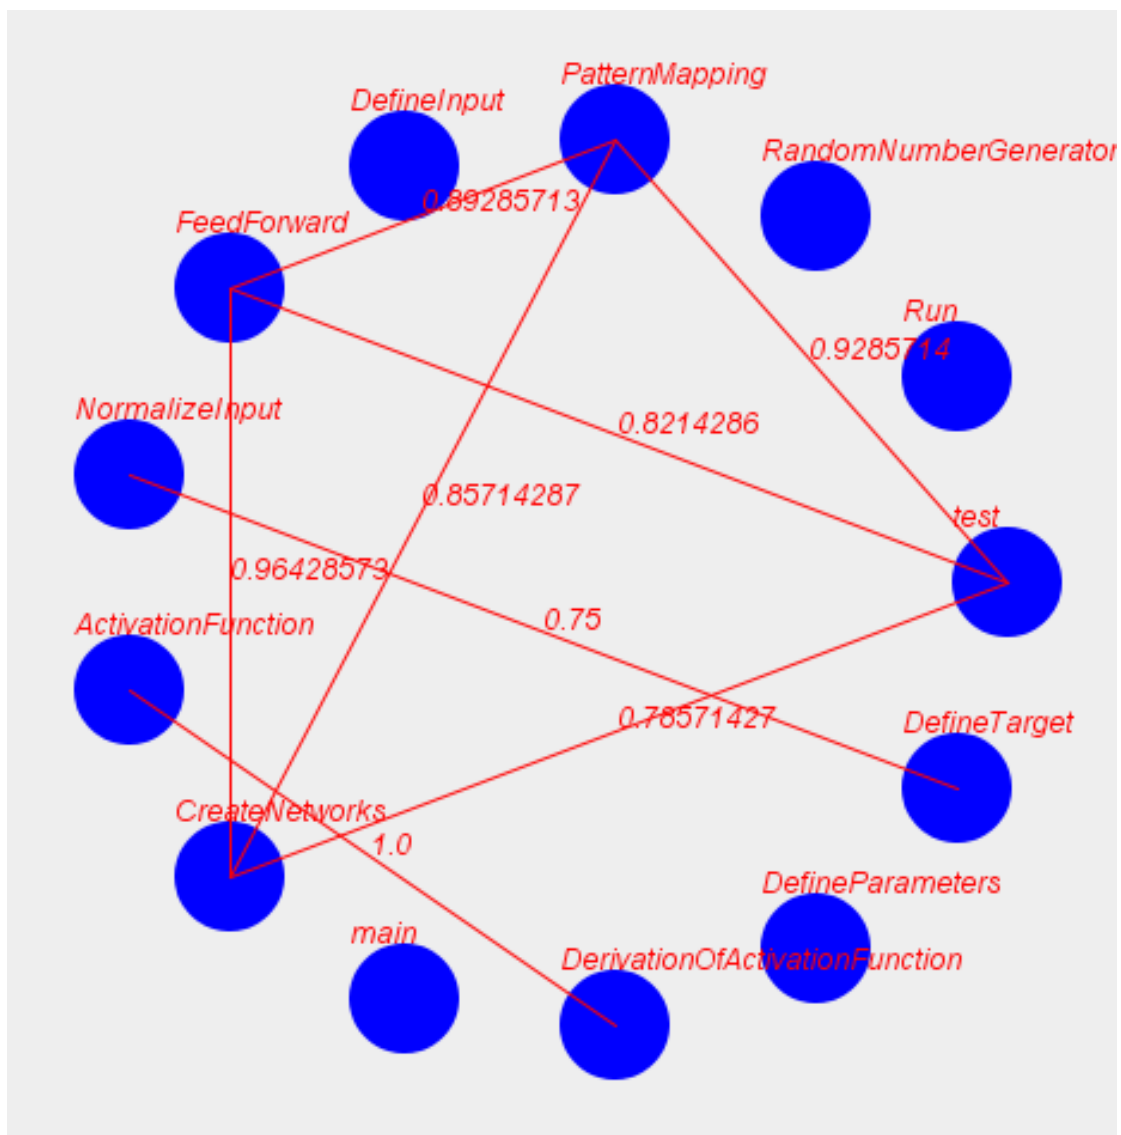 PatternMapping
DefineInput
RandomNumberGenerator
0.89285713
FeedForward
Run
0.9285714
NormalizeInput
0.8214286
0.85714287
test
0.96428573
0.75
ActivationFunction
0.78571427
DefineTarget
CreateNetworks
1.0
DefineParameters
main
DerivationOfActivationFunction